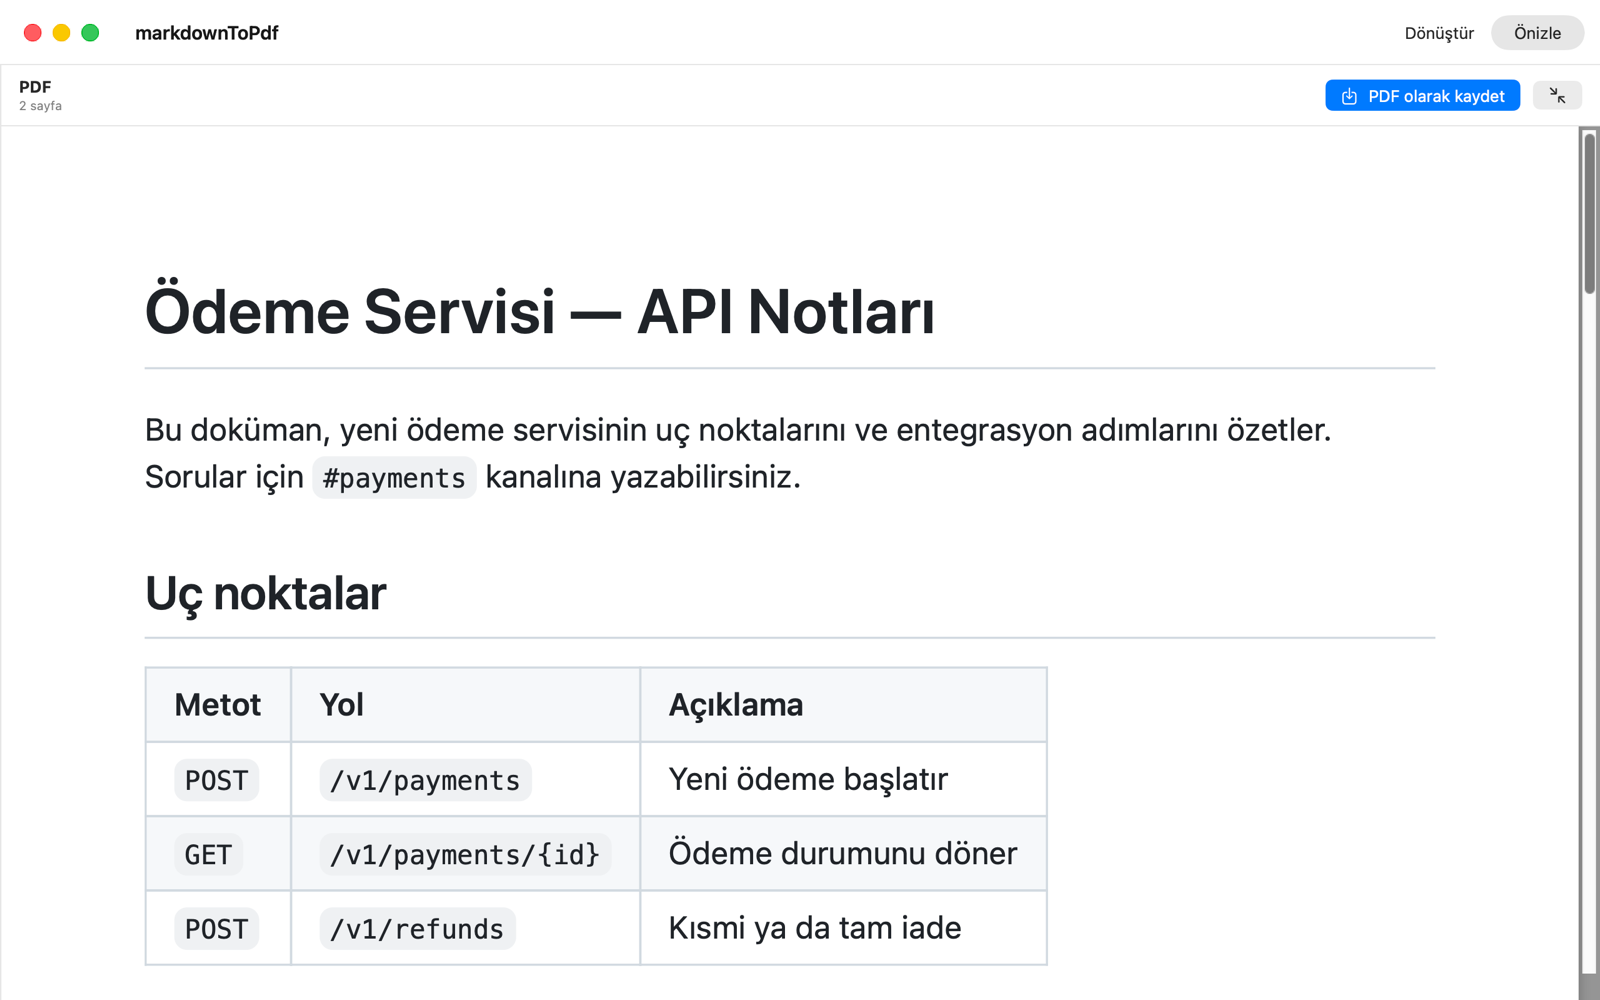 markdownToPdf
Dönüştür
Önizle
PDF
2 sayfa
PDF olarak kaydet
Ödeme Servisi — API Notları
Bu doküman, yeni ödeme servisinin uç noktalarını ve entegrasyon adımlarını özetler.
Sorular için #payments kanalına yazabilirsiniz.
Uç noktalar
Metot Yol Açıklama
POST /v1/payments Yeni ödeme başlatır
GET /v1/payments/{id} Ödeme durumunu döner
POST /v1/refunds Kısmi ya da tam iade